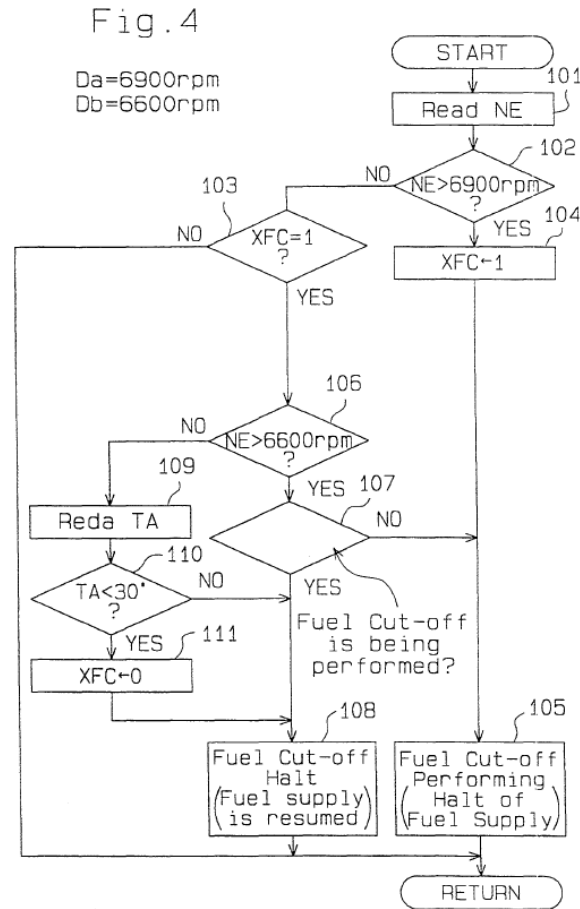 Fig.4
Da=6900rpm
Db=6600rpm
START
101
Read NE
102
NE>6900rpm
?
NO
YES
103
XFC=1
?
NO
YES
104
XFC←1
106
NE>6600rpm
?
NO
YES
109
Reda TA
107
NO
YES
110
TA<30°
?
NO
YES
Fuel Cut-off
is being
performed?
111
XFC←0
108
Fuel Cut-off
Halt
(Fuel supply
is resumed)
105
Fuel Cut-off
Performing
(Halt of
Fuel Supply)
RETURN